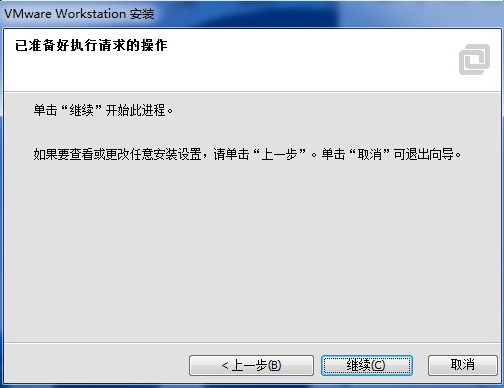 VMware Workstation 安装
已准备好执行请求的操作
单击“继续”开始此进程。
如果要查看或更改任意安装设置，请单击“上一步”。单击“取消”可退出向导。
< 上一步(B)
继续(C)
取消